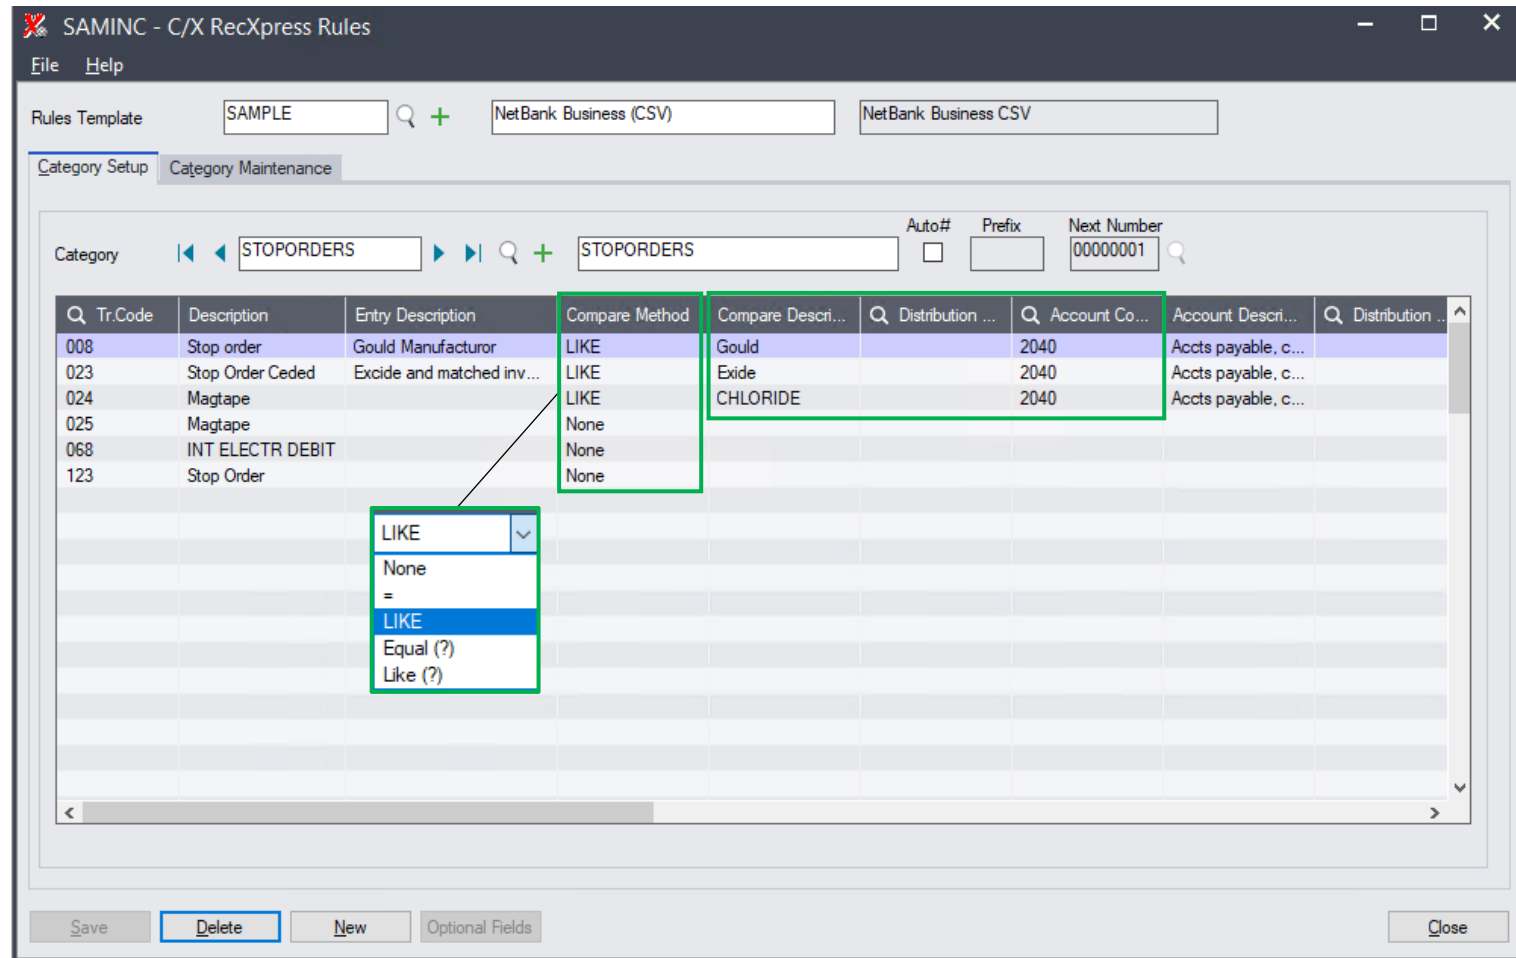 SAMINC - C/X RecXpress Rules
File Help
Rules Template SAMPLE NetBank Business (CSV) NetBank Business CSV
Category Setup Category Maintenance
Auto# Prefix Next Number
Category STOPORDERS STOPORDERS 00000001
Tr.Code Description Entry Description Compare Method Compare Descri... Distribution ... Account Co... Account Descri... Distribution ..
008 Stop order Gould Manufacturor LIKE Gould 2040 Accts payable, c...
023 Stop Order Ceded Excide and matched inv... LIKE Exide 2040 Accts payable, c...
024 Magtape LIKE CHLORIDE 2040 Accts payable, c...
025 Magtape None
068 INT ELECTR DEBIT None
123 Stop Order None
LIKE
None
=
LIKE
Equal (?)
Like (?)
Save Delete New Optional Fields Close